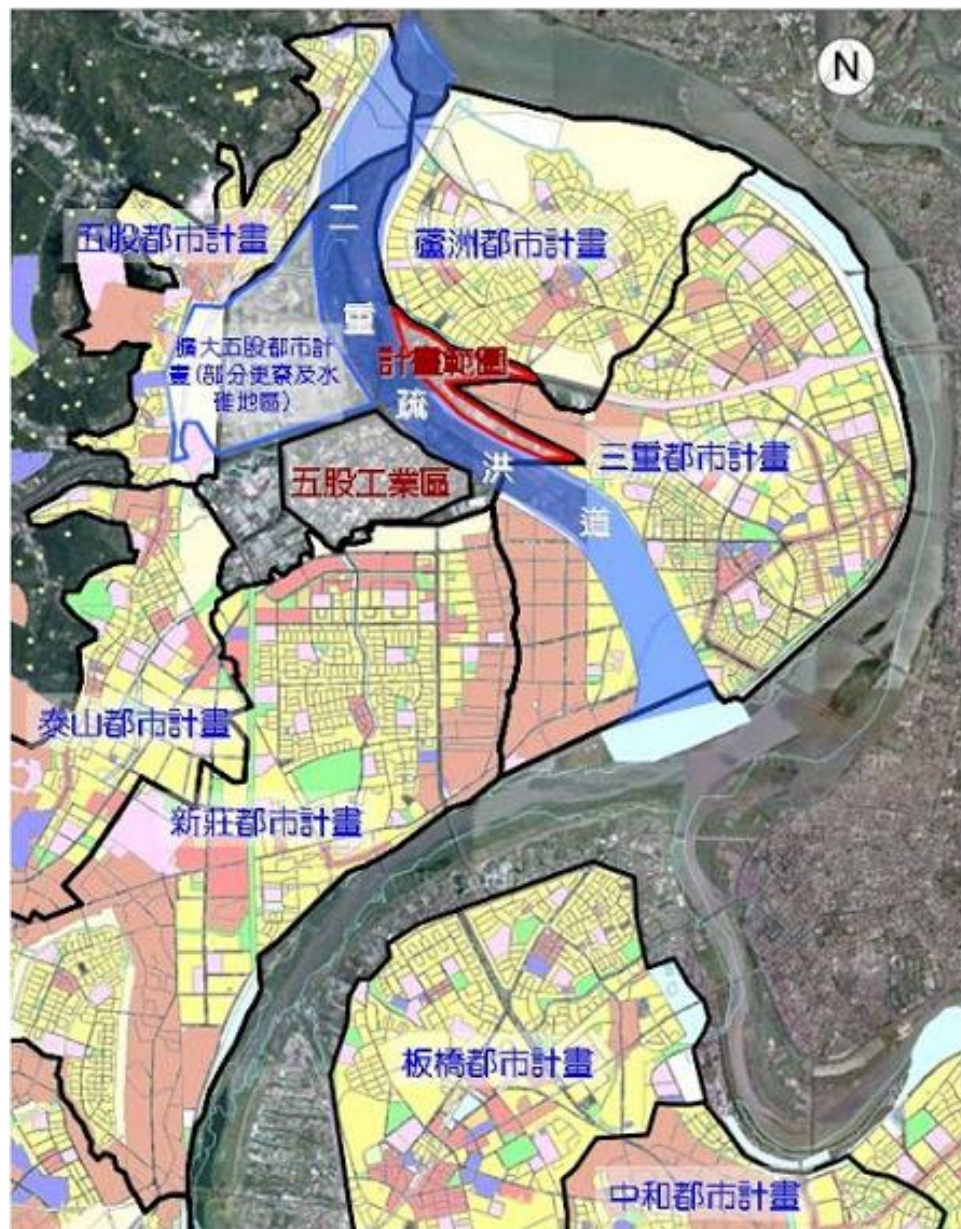 N
二
重
疏
洪
道
五股都市計畫
蘆洲都市計畫
擴大五股都市計
畫(部分更寮及水
碓地區)
計畫範圍
三重都市計畫
五股工業區
泰山都市計畫
新莊都市計畫
板橋都市計畫
中和都市計畫